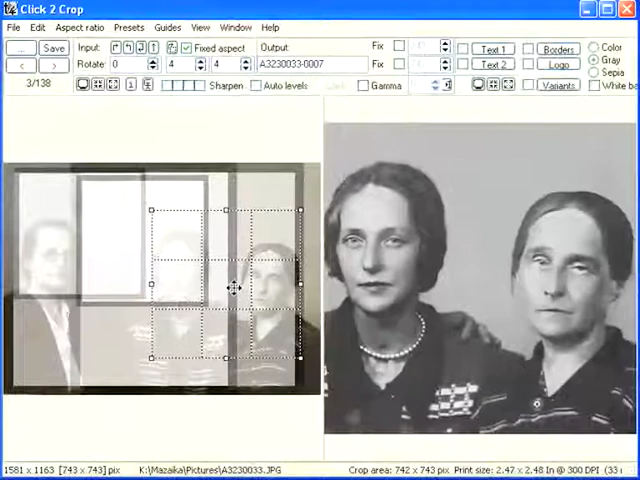 Click 2 Crop
File Edit Aspect ratio Presets Guides View Window Help
... Save Input: Fixed aspect Output: Fix Text 1 Borders Color
< > Rotate: 0 4 4 A3230033-0007 Fix Text 2 Logo Gray
Sepia
3/138 Sharpen Auto levels Gamma Variants White ba
1581 x 1163 [743 x 743] pix K:\Mazaika\Pictures\A3230033.JPG Crop area: 742 x 743 pix Print size: 2.47 x 2.48 In @ 300 DPI (33